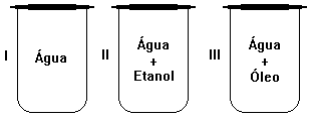 I
Água
II
Água
+
Etanol
III
Água
+
Óleo